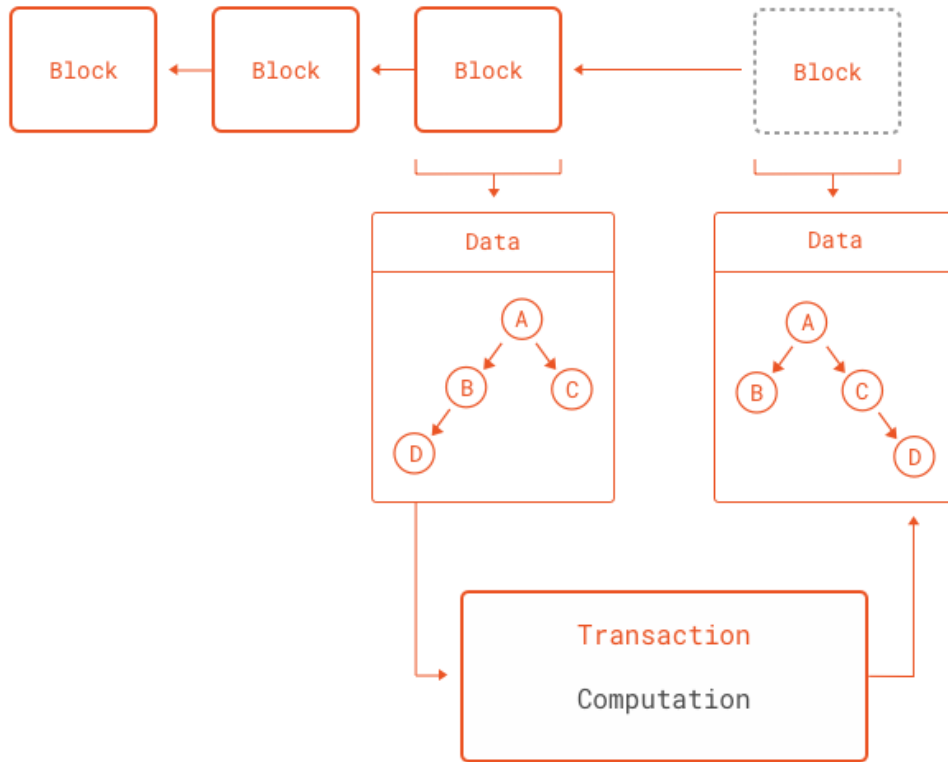 Block
Block
Block
Block
Data
A
B
C
D
Data
A
B
C
D
Transaction
Computation